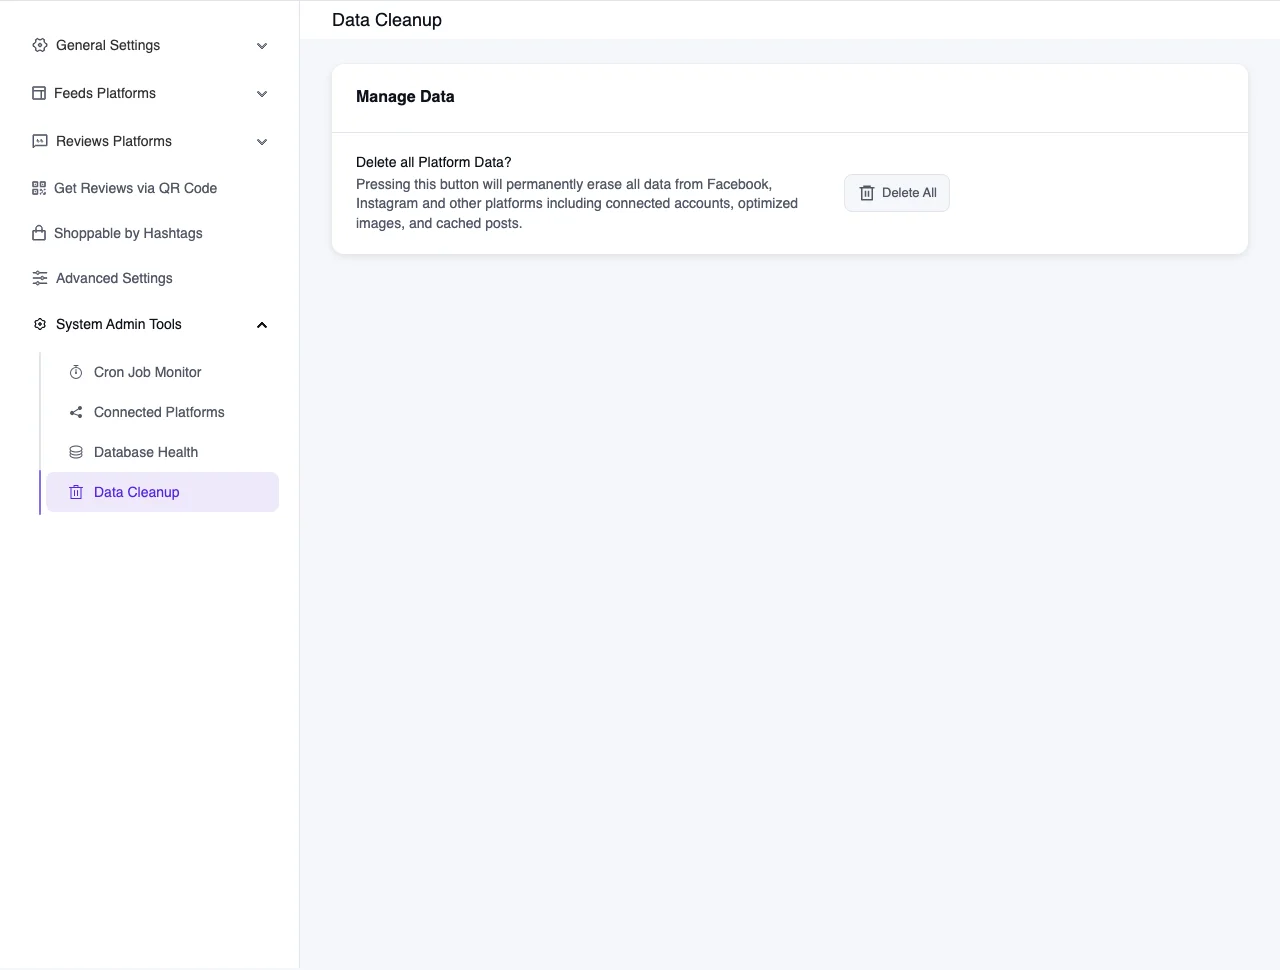 Data Cleanup
General Settings
Feeds Platforms
Reviews Platforms
Get Reviews via QR Code
Shoppable by Hashtags
Advanced Settings
System Admin Tools
Cron Job Monitor
Connected Platforms
Database Health
Data Cleanup
Manage Data
Delete all Platform Data?
Pressing this button will permanently erase all data from Facebook,
Instagram and other platforms including connected accounts, optimized
images, and cached posts.
Delete All